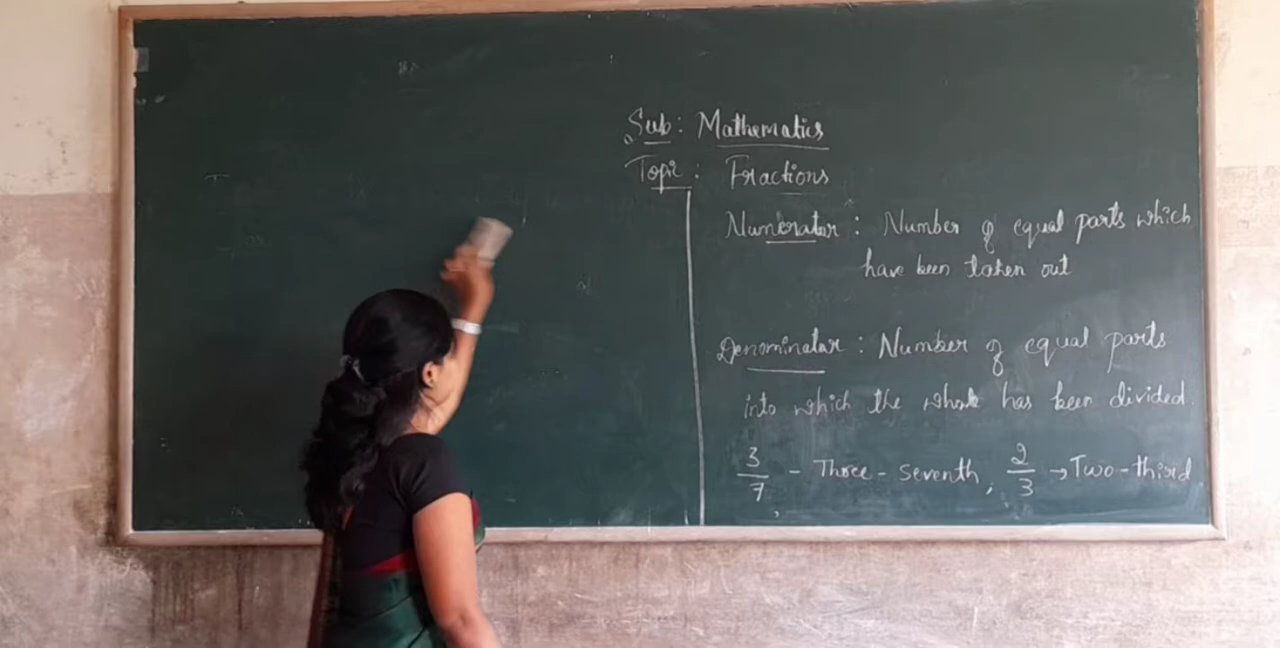 Sub: Mathematics
Topic: Fractions
Numerator: Number of equal parts which
have been taken out
Denominator: Number of equal parts
into which the whole has been divided.
3/7 - Three-seventh, 2/3 → Two-third